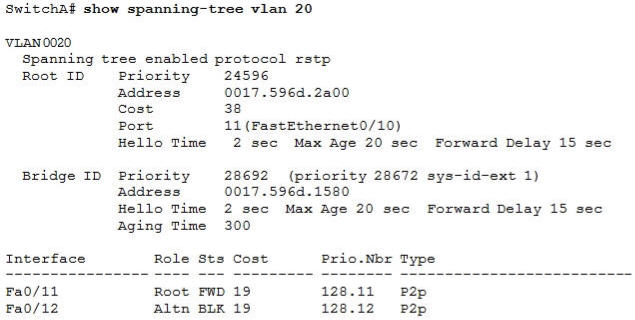 SwitchA# show spanning-tree vlan 20
VLAN0020
Spanning tree enabled protocol rstp
Root ID Priority 24596
Address 0017.596d.2a00
Cost 38
Port 11(FastEthernet0/10)
Hello Time 2 sec Max Age 20 sec Forward Delay 15 sec
Bridge ID Priority 28692 (priority 28672 sys-id-ext 1)
Address 0017.596d.1580
Hello Time 2 sec Max Age 20 sec Forward Delay 15 sec
Aging Time 300
Interface Role Sts Cost Prio.Nbr Type
---------------- ---- --- --------- -------- --------------------------------
Fa0/11 Root FWD 19 128.11 P2p
Fa0/12 Altn BLK 19 128.12 P2p